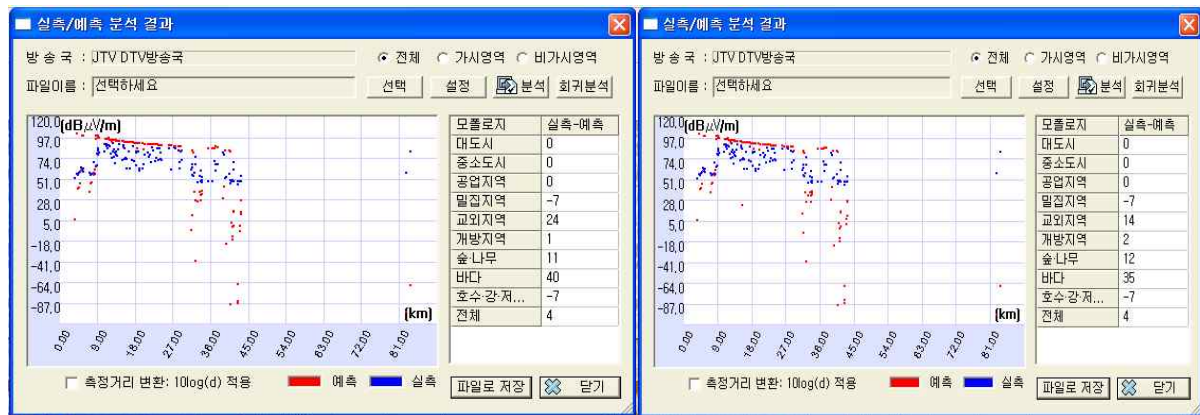 실측/예측 분석 결과
방 송 국 : JTV DTV방송국
전체 가시영역 비가시영역
파일이름 : 선택하세요
선택 설정 분석 회귀분석
(dBμV/m)
120.0
97.0
74.0
51.0
28.0
5.0
-18.0
-41.0
-64.0
-87.0
(km)
0.00 9.00 18.00 27.00 36.00 45.00 54.00 63.00 72.00 81.00
모폴로지 실측-예측
대도시 0
중소도시 0
공업지역 0
밀집지역 -7
교외지역 24
개방지역 1
숲·나무 11
바다 40
호수·강·저... -7
전체 4
측정거리 변환: 10log(d) 적용
예측 실측
파일로 저장 닫기
실측/예측 분석 결과
방 송 국 : JTV DTV방송국
전체 가시영역 비가시영역
파일이름 : 선택하세요
선택 설정 분석 회귀분석
(dBμV/m)
120.0
97.0
74.0
51.0
28.0
5.0
-18.0
-41.0
-64.0
-87.0
(km)
0.00 9.00 18.00 27.00 36.00 45.00 54.00 63.00 72.00 81.00
모폴로지 실측-예측
대도시 0
중소도시 0
공업지역 0
밀집지역 -7
교외지역 14
개방지역 2
숲·나무 12
바다 35
호수·강·저... -7
전체 4
측정거리 변환: 10log(d) 적용
예측 실측
파일로 저장 닫기